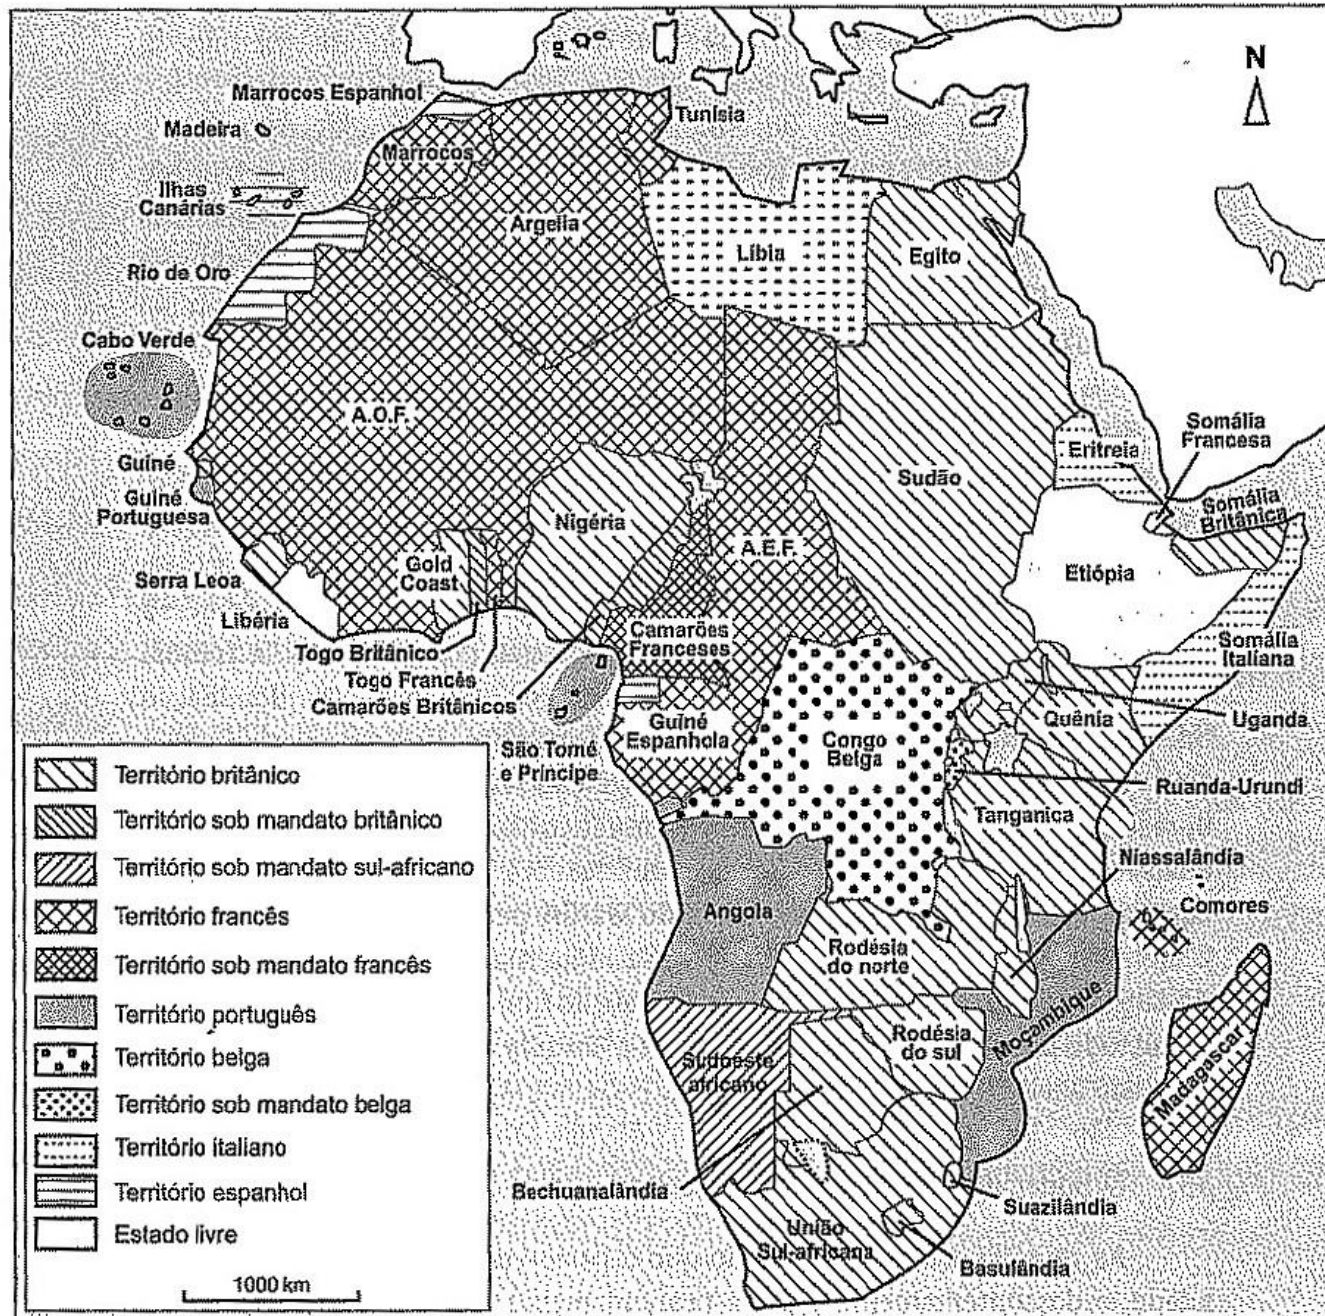 N
Marrocos Espanhol
Madeira
Marrocos
Tunísia
Ilhas
Canárias
Argelia
Líbia
Egito
Rio de Oro
Cabo Verde
A.O.F.
Guiné
Guiné
Portuguesa
Nigéria
Sudão
Eritreia
Somália
Francesa
Somália
Britânica
A.E.F.
Gold
Coast
Etiópia
Serra Leoa
Libéria
Togo Britânico
Togo Francês
Camarões Britânicos
Camarões
Franceses
Somália
Italiana
Uganda
Quênia
Guiné
Espanhola
São Tomé
e Príncipe
Congo
Belga
Ruanda-Urundi
Tanganica
Niassalândia
Comores
Angola
Rodésia
do norte
Moçambique
Rodésia
do sul
Madagascar
Sudoeste
africano
Bechuanalândia
Suazilândia
União
Sul-africana
Basulândia
Território britânico
Território sob mandato britânico
Território sob mandato sul-africano
Território francês
Território sob mandato francês
Território português
Território belga
Território sob mandato belga
Território italiano
Território espanhol
Estado livre
1000 km